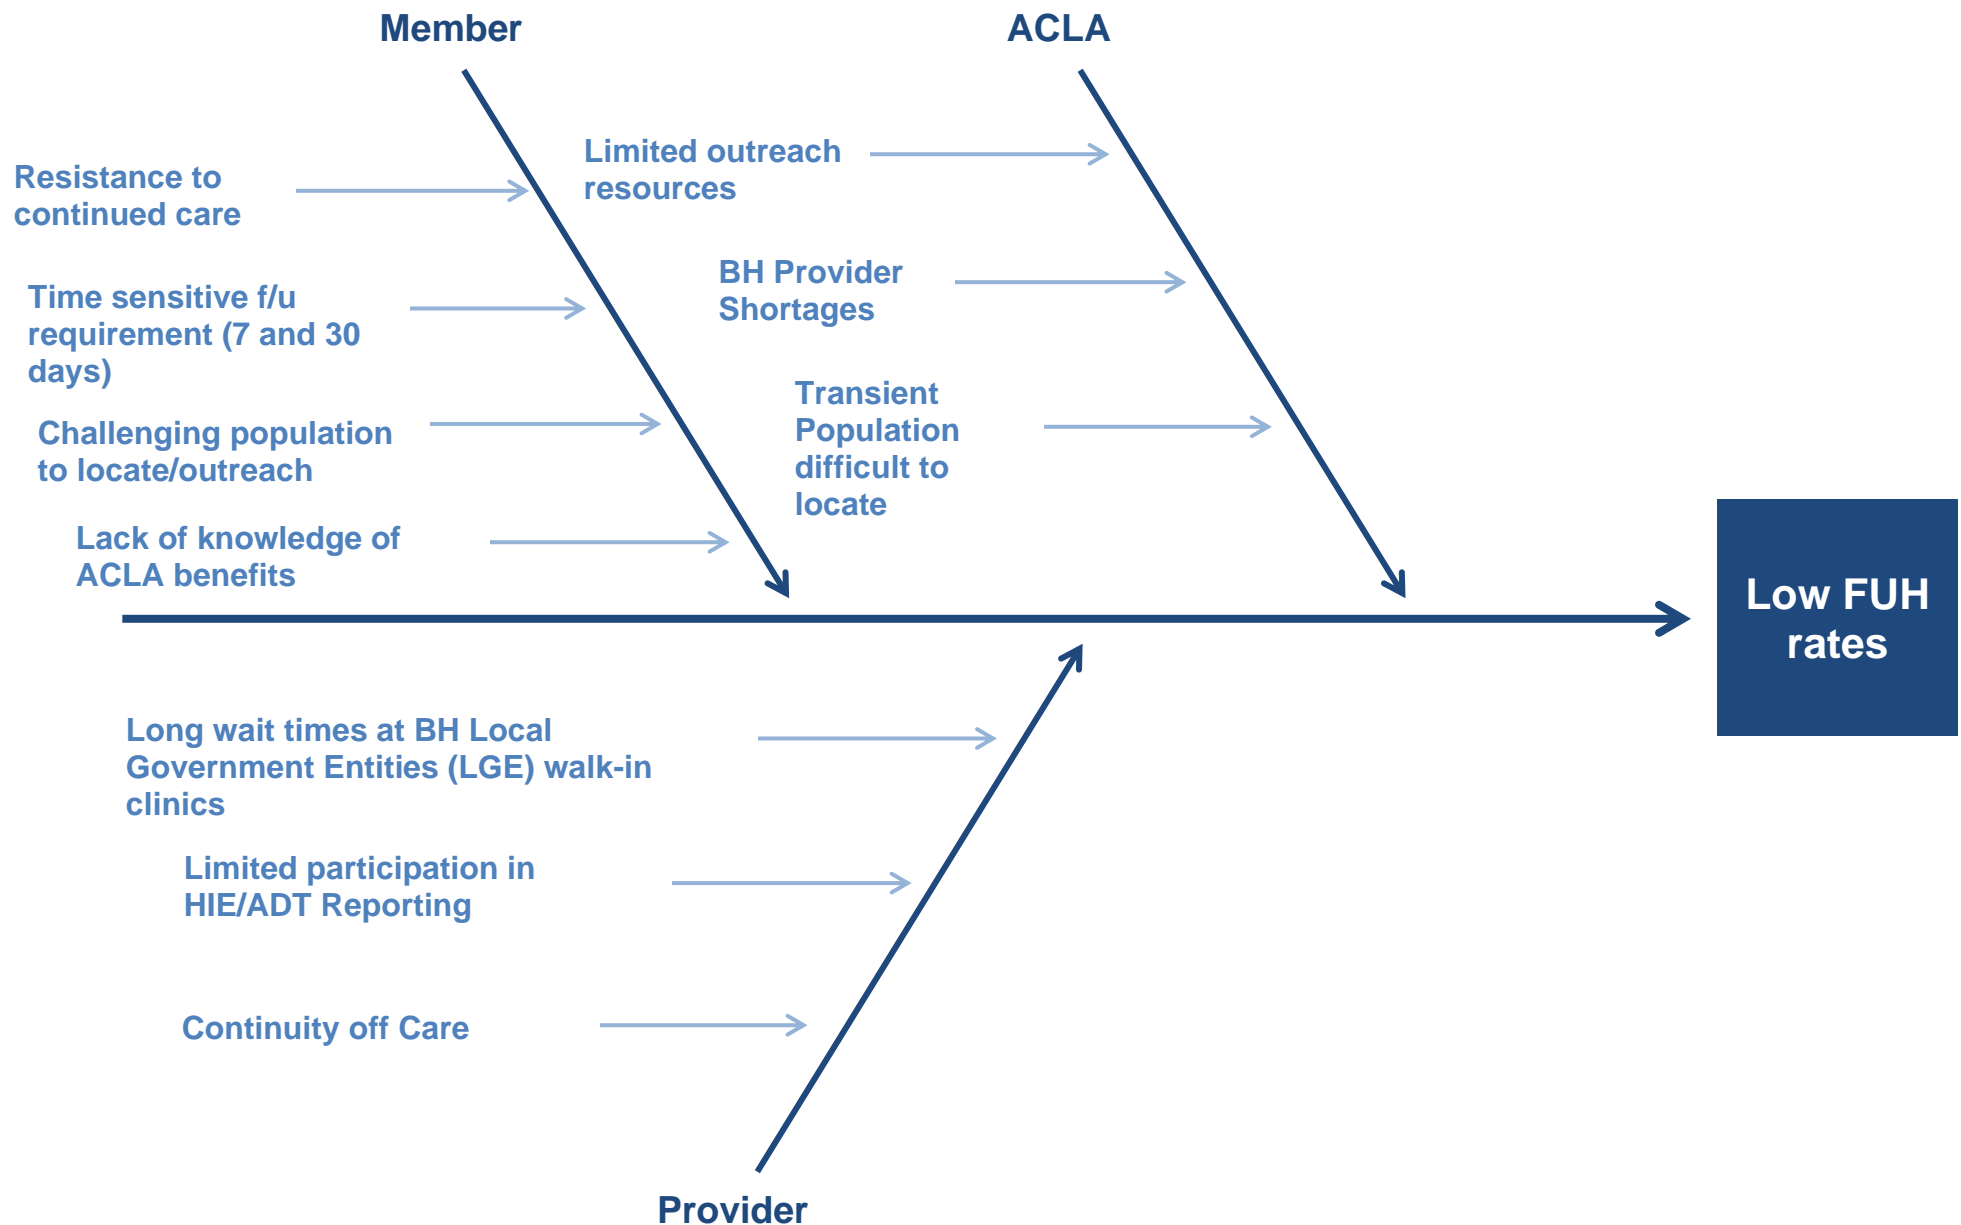 Member
Resistance to
continued care
Time sensitive f/u
requirement (7 and 30
days)
Challenging population
to locate/outreach
Lack of knowledge of
ACLA benefits
ACLA
Limited outreach
resources
BH Provider
Shortages
Transient
Population
difficult to
locate
Low FUH
rates
Long wait times at BH Local
Government Entities (LGE) walk-in
clinics
Limited participation in
HIE/ADT Reporting
Continuity off Care
Provider